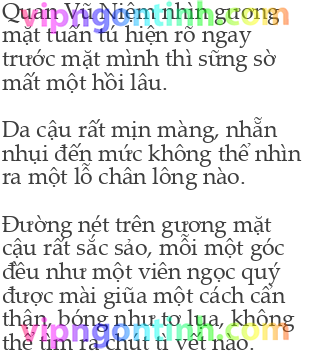 vipngontinh.com
Quan Vũ Niệm nhìn gương
mặt tuấn tú hiện rõ ngay
trước mặt mình thì sững sờ
mất một hồi lâu.
Da cậu rất mịn màng, nhẵn
nhụi đến mức không thể nhìn
ra một lỗ chân lông nào.
Đường nét trên gương mặt
cậu rất sắc sảo, mỗi một góc
đều như một viên ngọc quý
được mài giũa một cách cẩn
thận, bóng như tơ lụa, không
vipngontinh.com
thể tìm ra chút tì vết nào.